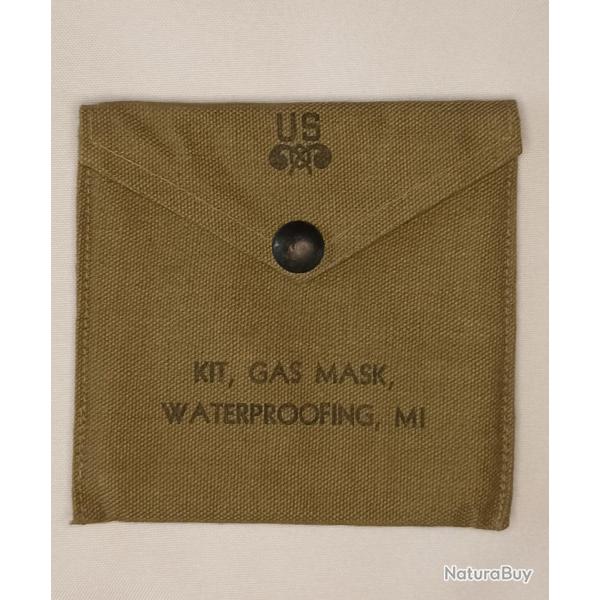 US
KIT, GAS MASK,
WATERPROOFING, M1
NaturaBuy